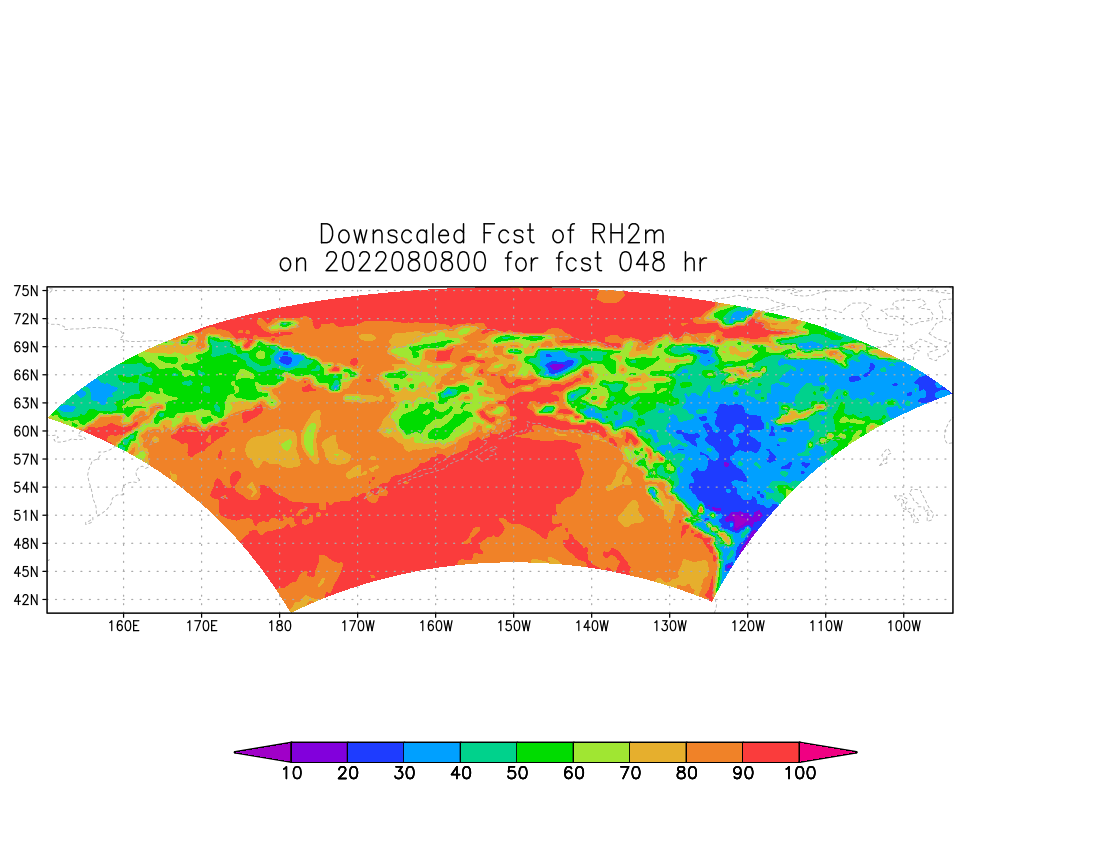 Downscaled Fcst of RH2m
on 2022080800 for fcst 048 hr
75N
72N
69N
66N
63N
60N
57N
54N
51N
48N
45N
42N
160E 170E 180 170W 160W 150W 140W 130W 120W 110W 100W
10 20 30 40 50 60 70 80 90 100